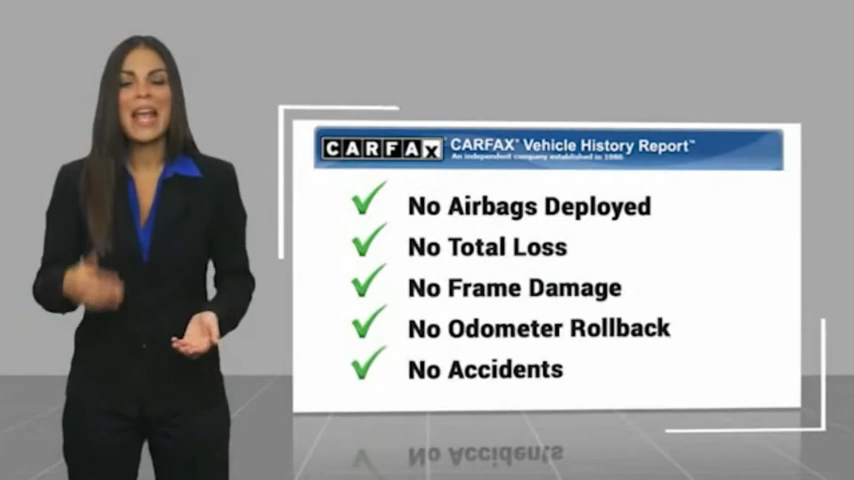 CARFAX CARFAX® Vehicle History Report™
An independent company established in 1986
No Airbags Deployed
No Total Loss
No Frame Damage
No Odometer Rollback
No Accidents
No Accidents